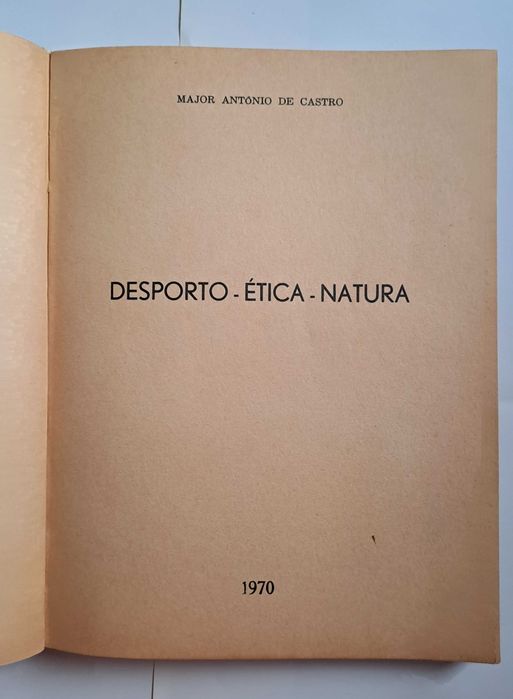 MAJOR ANTÓNIO DE CASTRO
DESPORTO - ÉTICA - NATURA
1970